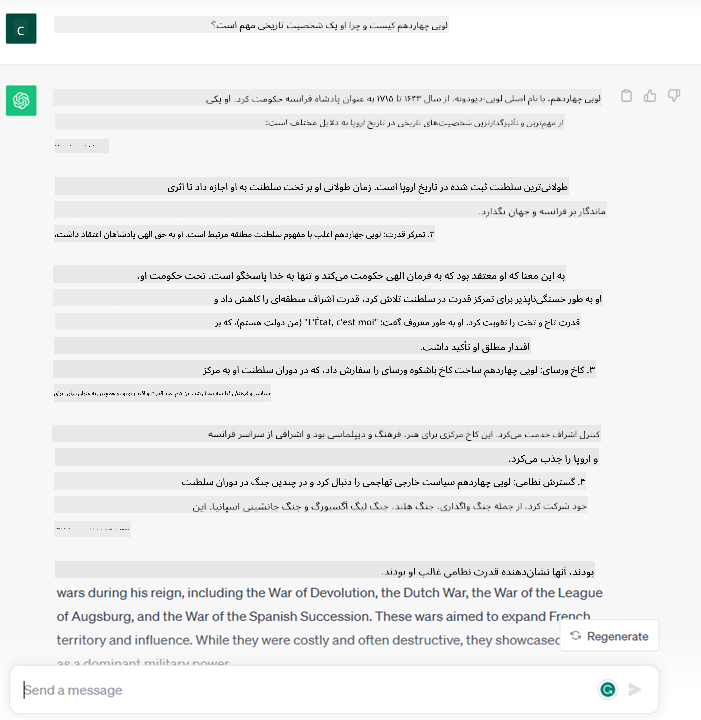 C
لویی چهاردهم کیست و چرا او یک شخصیت تاریخی مهم است؟
لویی چهاردهم، با نام اصلی لویی-دیودونه، از سال ۱۶۴۳ تا ۱۷۱۵ به عنوان پادشاه فرانسه حکومت کرد. او یکی
از مهم‌ترین و تأثیرگذارترین شخصیت‌های تاریخی در تاریخ اروپا به دلایل مختلف است:
طولانی‌ترین سلطنت ثبت شده در تاریخ اروپا است. زمان طولانی او بر تخت سلطنت به او اجازه داد تا اثری
ماندگار بر فرانسه و جهان بگذارد.
۲. تمرکز قدرت: لویی چهاردهم اغلب با مفهوم سلطنت مطلقه مرتبط است. او به حق الهی پادشاهان اعتقاد داشت،
به این معنا که او معتقد بود که به فرمان الهی حکومت می‌کند و تنها به خدا پاسخگو است. تحت حکومت او،
او به طور خستگی‌ناپذیر برای تمرکز قدرت در سلطنت تلاش کرد، قدرت اشراف منطقه‌ای را کاهش داد و
قدرت تاج و تخت را تقویت کرد. او به طور معروف گفت: "L'État, c'est moi" (من دولت هستم)، که بر
اقتدار مطلق او تأکید داشت.
۳. کاخ ورسای: لویی چهاردهم ساخت کاخ باشکوه ورسای را سفارش داد، که در دوران سلطنت او به مرکز
کنترل اشراف خدمت می‌کرد. این کاخ مرکزی برای هنر، فرهنگ و دیپلماسی بود و اشرافی از سراسر فرانسه
و اروپا را جذب می‌کرد.
۴. گسترش نظامی: لویی چهاردهم سیاست خارجی تهاجمی را دنبال کرد و در چندین جنگ در دوران سلطنت
خود شرکت کرد، از جمله جنگ واگذاری، جنگ هلند، جنگ لیگ آگسبورگ و جنگ جانشینی اسپانیا. این
بودند، آنها نشان‌دهنده قدرت نظامی غالب او بودند.
wars during his reign, including the War of Devolution, the Dutch War, the War of the League
of Augsburg, and the War of the Spanish Succession. These wars aimed to expand French
territory and influence. While they were costly and often destructive, they showcased
as a dominant military power.
Regenerate
Send a message